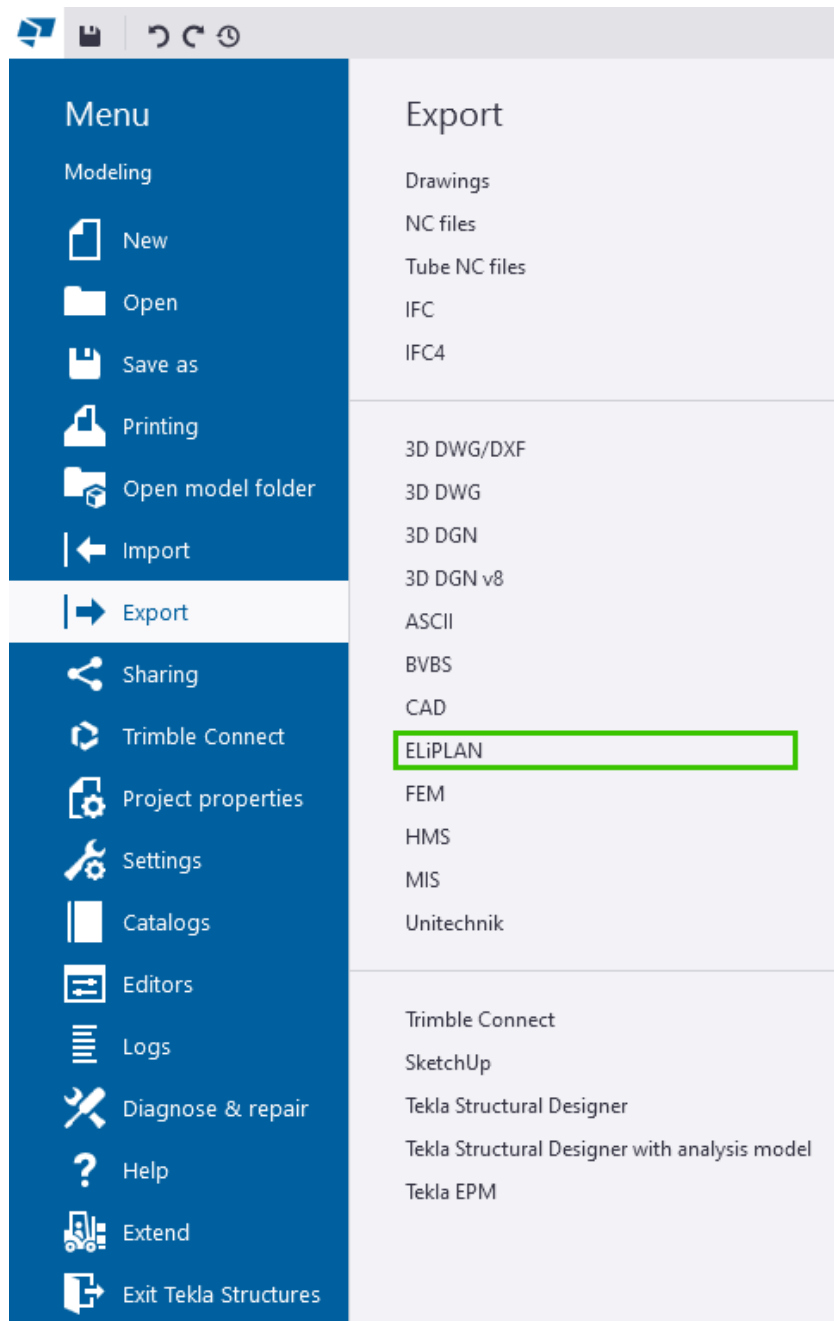 Menu
Modeling
New
Open
Save as
Printing
Open model folder
Import
Export
Sharing
Trimble Connect
Project properties
Settings
Catalogs
Editors
Logs
Diagnose & repair
Help
Extend
Exit Tekla Structures
Export
Drawings
NC files
Tube NC files
IFC
IFC4
3D DWG/DXF
3D DWG
3D DGN
3D DGN v8
ASCII
BVBS
CAD
ELiPLAN
FEM
HMS
MIS
Unitechnik
Trimble Connect
SketchUp
Tekla Structural Designer
Tekla Structural Designer with analysis model
Tekla EPM